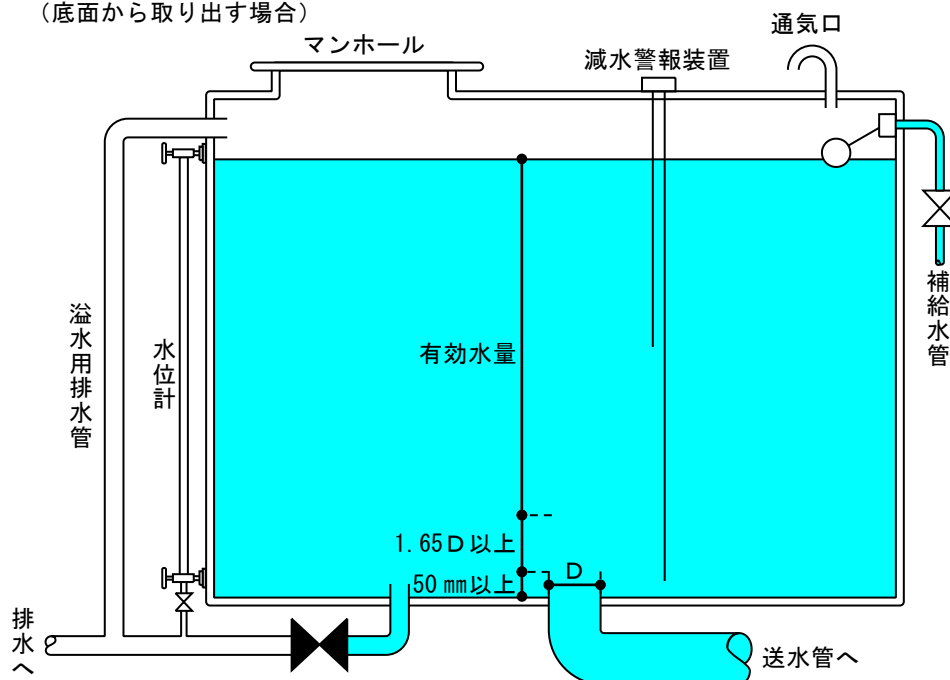 (底面から取り出す場合)
通気口
マンホール
減水警報装置
溢水用排水管
水位計
有効水量
補給水管
1.65D以上
50mm以上
D
排水へ
送水管へ